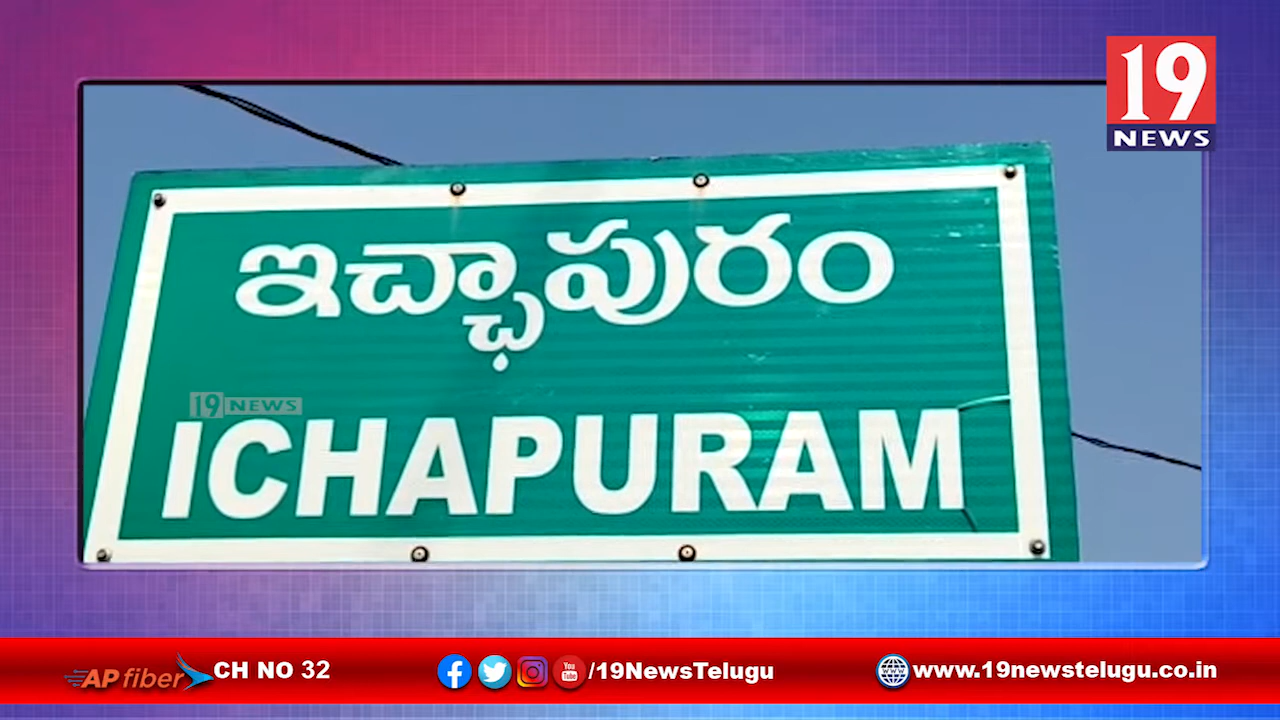 19
NEWS
ఇచ్ఛాపురం
19 NEWS
ICHAPURAM
AP fiber CH NO 32
/19NewsTelugu
www.19newstelugu.co.in